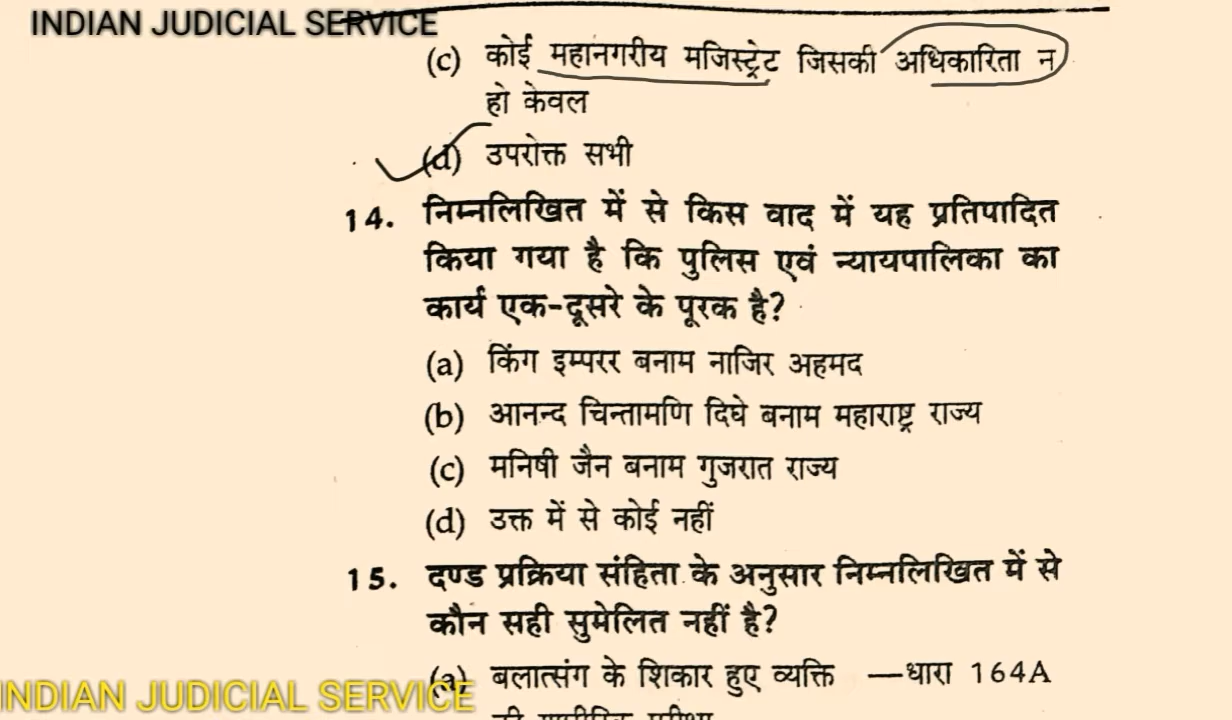 INDIAN JUDICIAL SERVICE
(c) कोई महानगरीय मजिस्ट्रेट जिसकी अधिकारिता न
हो केवल
(d) उपरोक्त सभी
14. निम्नलिखित में से किस वाद में यह प्रतिपादित
किया गया है कि पुलिस एवं न्यायपालिका का
कार्य एक-दूसरे के पूरक है?
(a) किंग इम्परर बनाम नाजिर अहमद
(b) आनन्द चिन्तामणि दिघे बनाम महाराष्ट्र राज्य
(c) मनिषी जैन बनाम गुजरात राज्य
(d) उक्त में से कोई नहीं
15. दण्ड प्रक्रिया संहिता के अनुसार निम्नलिखित में से
कौन सही सुमेलित नहीं है?
(a) बलात्संग के शिकार हुए व्यक्ति —धारा 164A
INDIAN JUDICIAL SERVICE